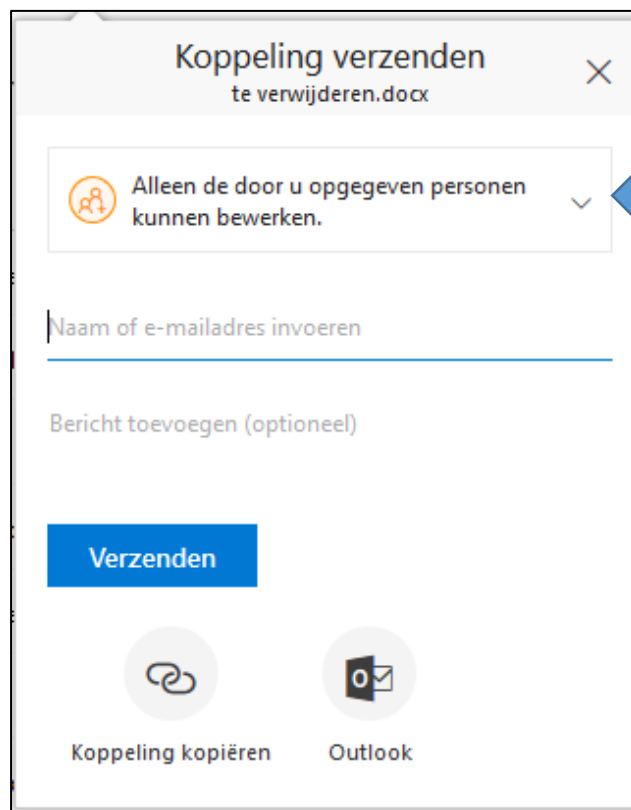 Koppeling verzenden
te verwijderen.docx
Alleen de door u opgegeven personen
kunnen bewerken.
Naam of e-mailadres invoeren
Bericht toevoegen (optioneel)
Verzenden
Koppeling kopiëren
Outlook